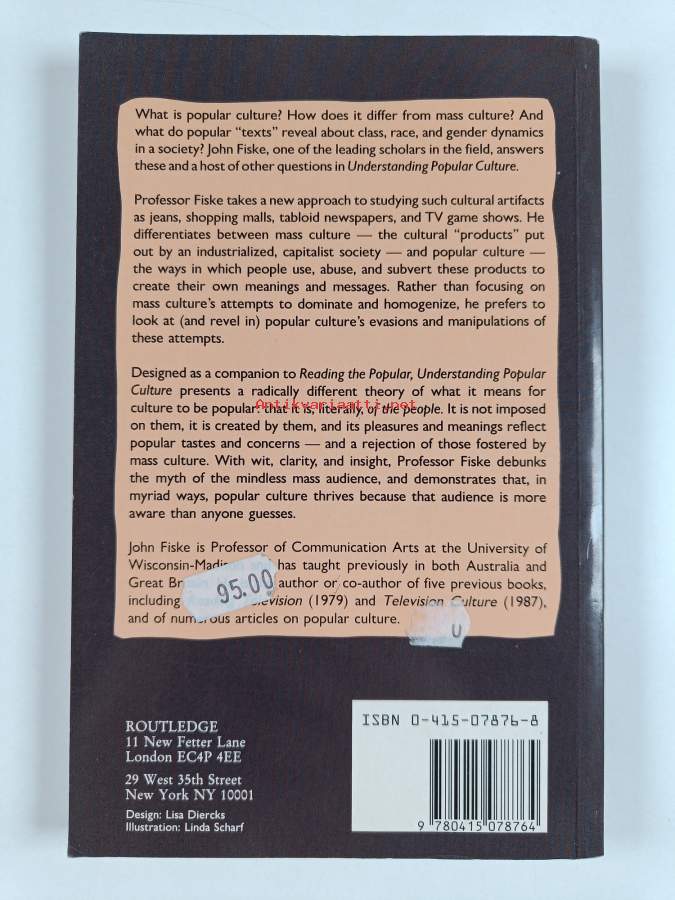 What is popular culture? How does it differ from mass culture? And
what do popular “texts” reveal about class, race, and gender dynamics
in a society? John Fiske, one of the leading scholars in the field, answers
these and a host of other questions in Understanding Popular Culture.
Professor Fiske takes a new approach to studying such cultural artifacts
as jeans, shopping malls, tabloid newspapers, and TV game shows. He
differentiates between mass culture — the cultural “products” put
out by an industrialized, capitalist society — and popular culture —
the ways in which people use, abuse, and subvert these products to
create their own meanings and messages. Rather than focusing on
mass culture’s attempts to dominate and homogenize, he prefers to
look at (and revel in) popular culture’s evasions and manipulations of
these attempts.
Designed as a companion to Reading the Popular, Understanding Popular
Culture presents a radically different theory of what it means for
culture to be popular: that it is, literally, of the people. It is not imposed
Antikvariaatti.net
on them, it is created by them, and its pleasures and meanings reflect
popular tastes and concerns — and a rejection of those fostered by
mass culture. With wit, clarity, and insight, Professor Fiske debunks
the myth of the mindless mass audience, and demonstrates that, in
myriad ways, popular culture thrives because that audience is more
aware than anyone guesses.
John Fiske is Professor of Communication Arts at the University of
Wisconsin-Madis has taught previously in both Australia and
Great Br author or co-author of five previous books,
including evision (1979) and Television Culture (1987),
and of numerous articles on popular culture.
95.00
U
ROUTLEDGE
11 New Fetter Lane
London EC4P 4EE
29 West 35th Street
New York NY 10001
Design: Lisa Diercks
Illustration: Linda Scharf
ISBN 0-415-07876-8
9 780415 078764